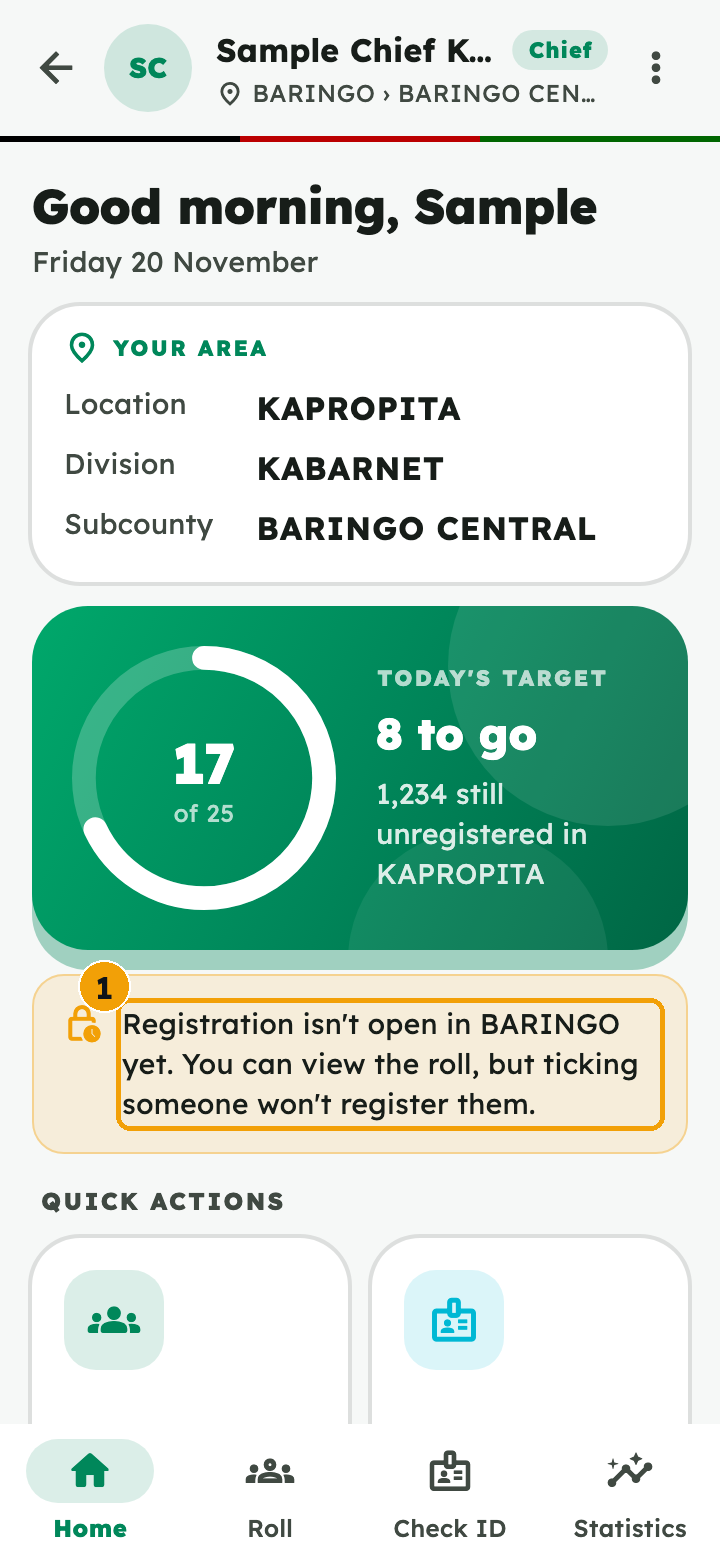 SC
Sample Chief K...
Chief
BARINGO › BARINGO CEN...
Good morning, Sample
Friday 20 November
YOUR AREA
Location KAPROPITA
Division KABARNET
Subcounty BARINGO CENTRAL
17
of 25
TODAY'S TARGET
8 to go
1,234 still
unregistered in
KAPROPITA
1
Registration isn't open in BARINGO
yet. You can view the roll, but ticking
someone won't register them.
QUICK ACTIONS
Home
Roll
Check ID
Statistics